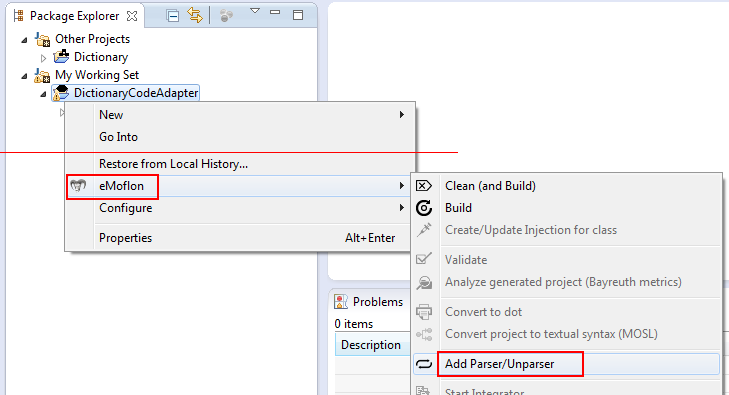 Package Explorer
Other Projects
Dictionary
My Working Set
DictionaryCodeAdapter
New
Go Into
Restore from Local History...
eMoflon
Configure
Properties Alt+Enter
Clean (and Build)
Build
Create/Update Injection for class
Validate
Analyze generated project (Bayreuth metrics)
Convert to dot
Convert project to textual syntax (MOSL)
Add Parser/Unparser
Start Integrator
Problems
0 items
Description